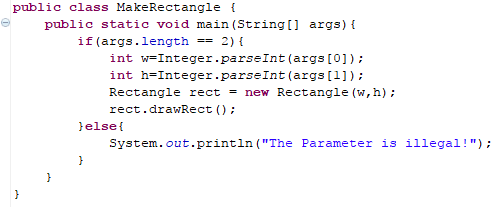 public class MakeRectangle {
public static void main(String[] args){
if(args.length == 2){
int w=Integer.parseInt(args[0]);
int h=Integer.parseInt(args[1]);
Rectangle rect = new Rectangle(w,h);
rect.drawRect();
}else{
System.out.println("The Parameter is illegal!");
}
}
}